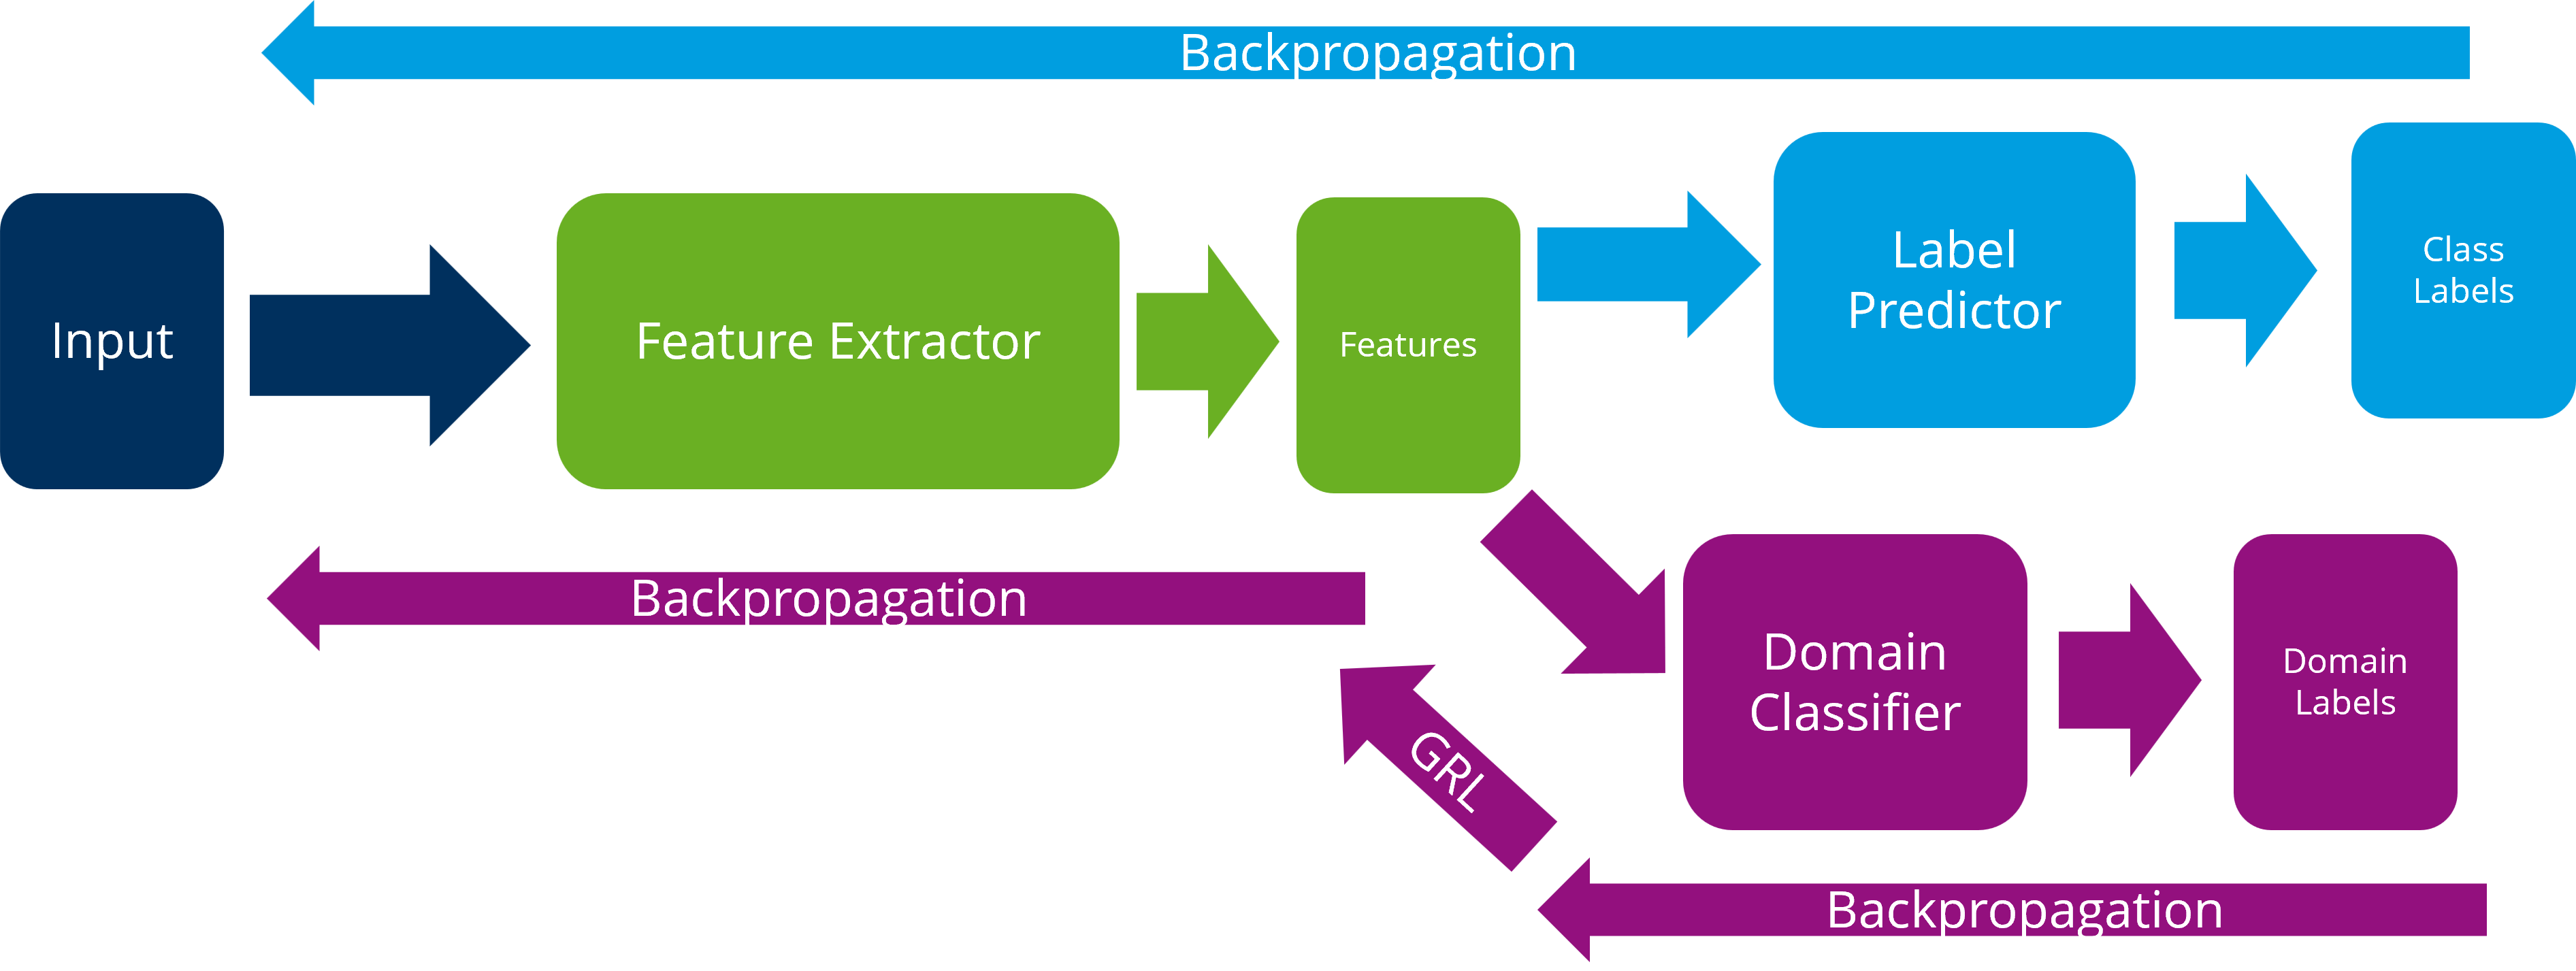 Backpropagation
Input
Feature Extractor
Features
Label
Predictor
Class
Labels
Backpropagation
Domain
Classifier
Domain
Labels
GRL
Backpropagation